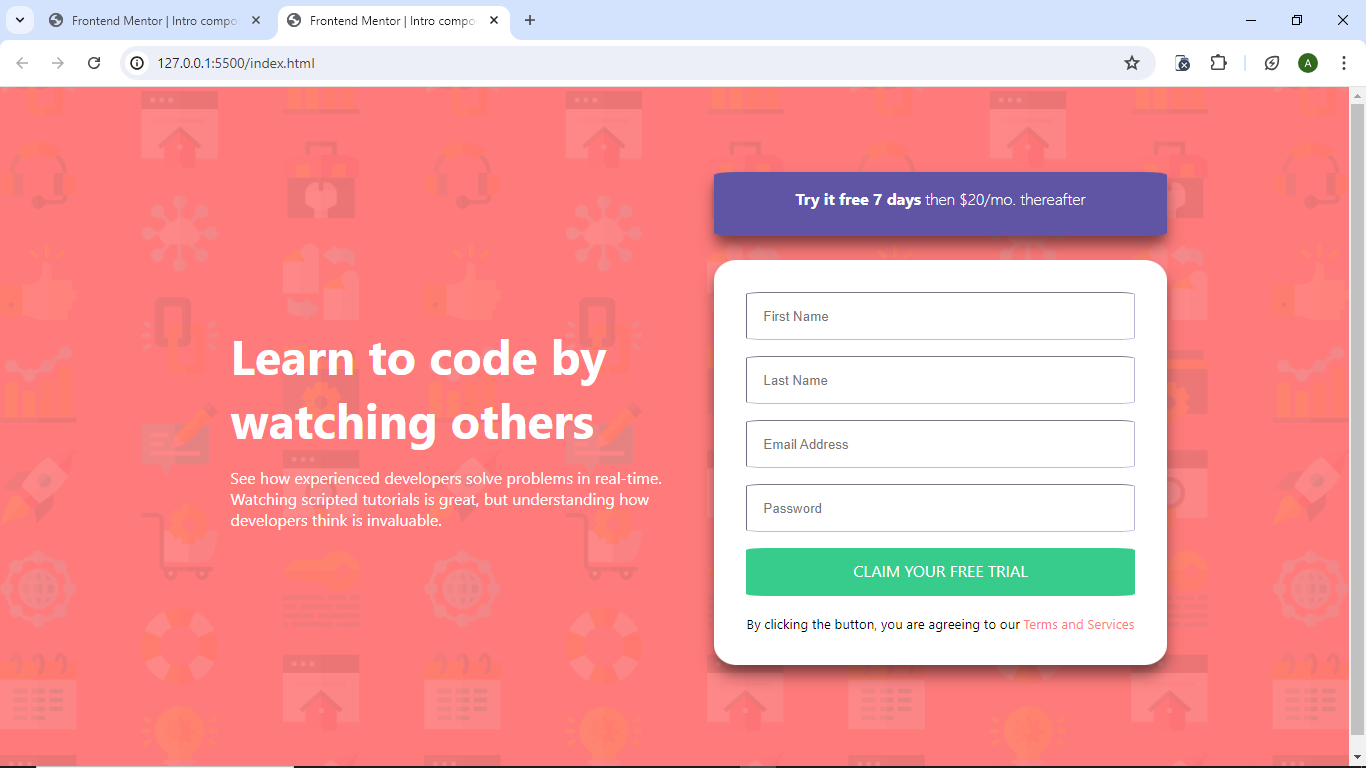 Frontend Mentor | Intro compo
Frontend Mentor | Intro compo
127.0.0.1:5500/index.html
A
Try it free 7 days then $20/mo. thereafter
First Name
Learn to code by
watching others
Last Name
Email Address
See how experienced developers solve problems in real-time.
Watching scripted tutorials is great, but understanding how
developers think is invaluable.
Password
CLAIM YOUR FREE TRIAL
By clicking the button, you are agreeing to our Terms and Services